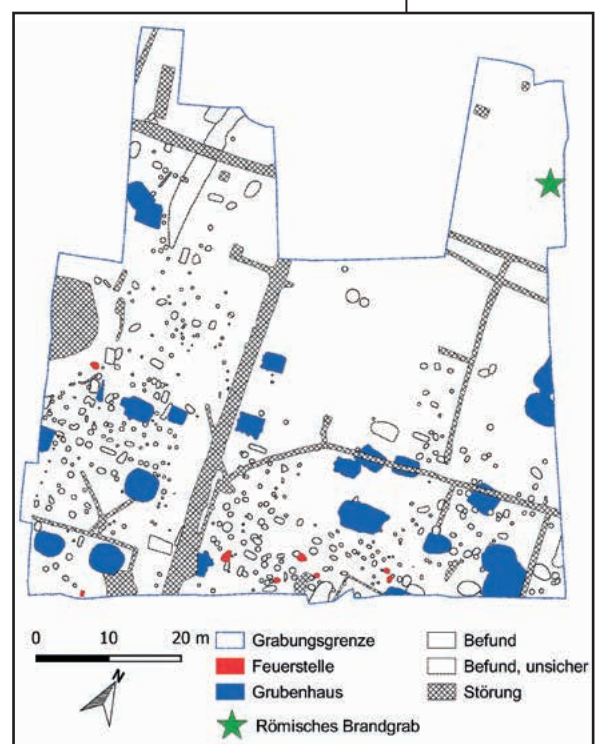 0 10 20 m
N
Grabungsgrenze
Feuerstelle
Grubenhaus
Römisches Brandgrab
Befund
Befund, unsicher
Störung